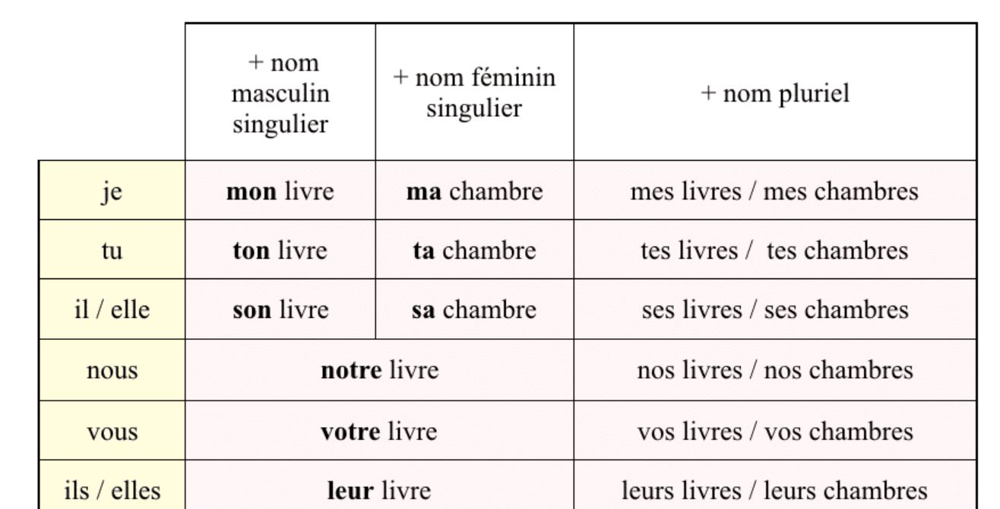 + nom
masculin
singulier
+ nom féminin
singulier
+ nom pluriel
je
mon livre
ma chambre
mes livres / mes chambres
tu
ton livre
ta chambre
tes livres / tes chambres
il / elle
son livre
sa chambre
ses livres / ses chambres
nous
notre livre
nos livres / nos chambres
vous
votre livre
vos livres / vos chambres
ils / elles
leur livre
leurs livres / leurs chambres